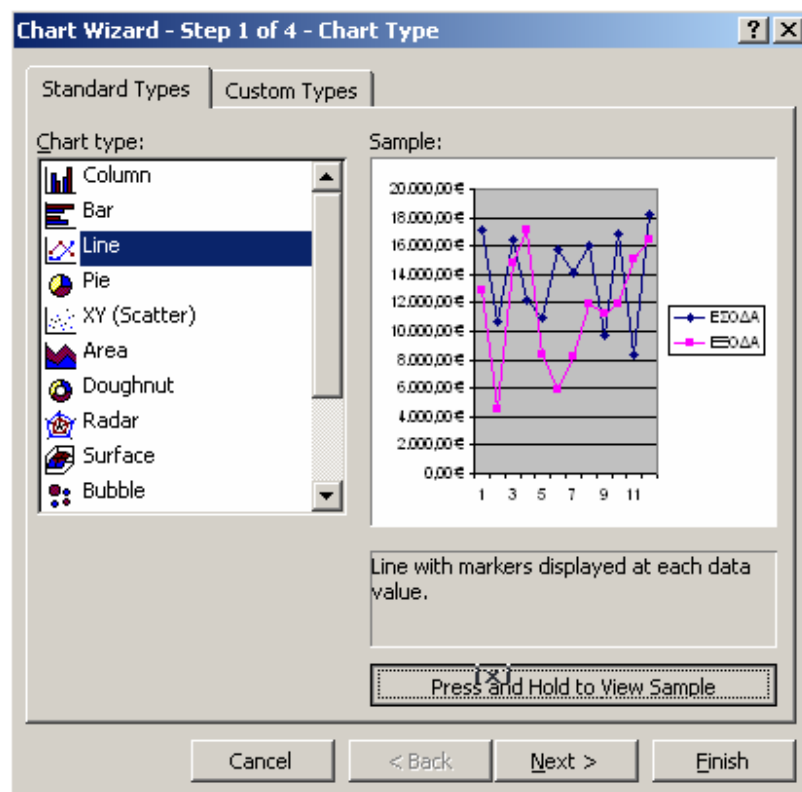 Chart Wizard - Step 1 of 4 - Chart Type
Standard Types
Custom Types
Chart type:
Column
Bar
Line
Pie
XY (Scatter)
Area
Doughnut
Radar
Surface
Bubble
Sample:
20.000,00 €
18.000,00 €
16.000,00 €
14.000,00 €
12.000,00 €
10.000,00 €
8.000,00 €
6.000,00 €
4.000,00 €
2.000,00 €
0,00 €
1 3 5 7 9 11
ΕΣΟΔΑ
ΕΞΟΔΑ
Line with markers displayed at each data
value.
Press and Hold to View Sample
Cancel
< Back
Next >
Finish